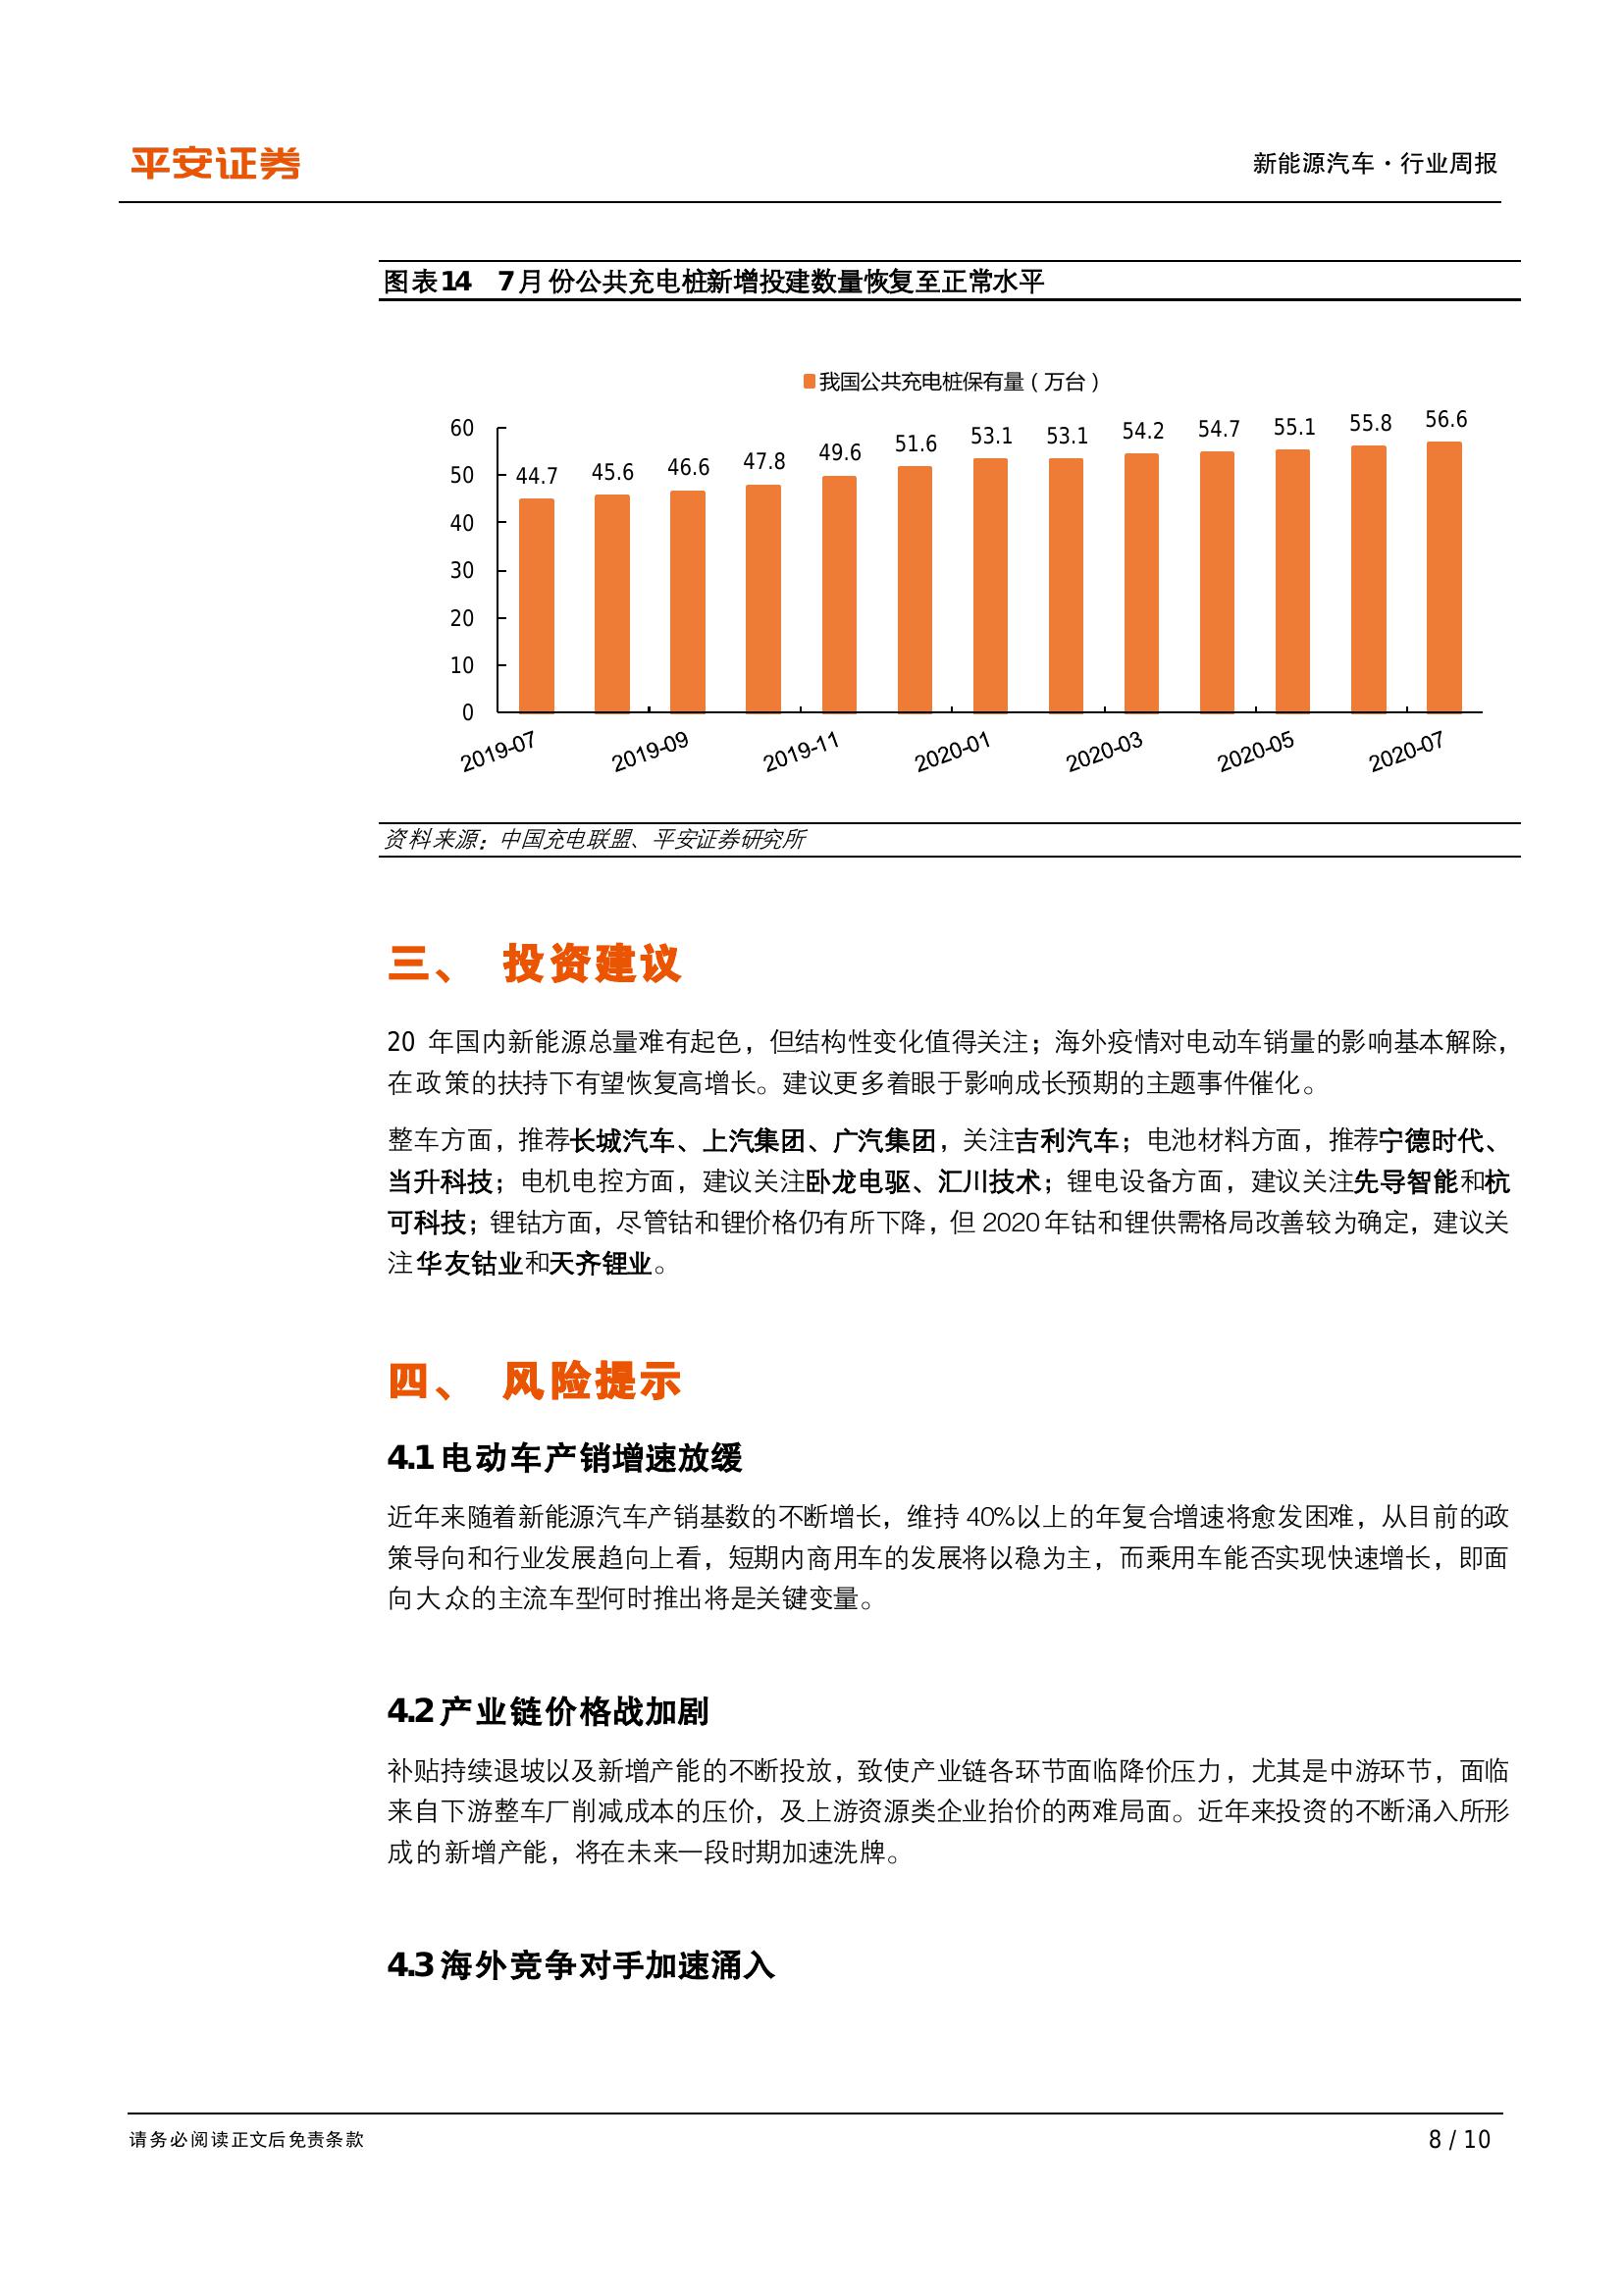 平安证券
新能源汽车·行业周报
图表14 7月份公共充电桩新增投建数量恢复至正常水平
我国公共充电桩保有量（万台）
60
50
40
30
20
10
0
44.7
45.6
46.6
47.8
49.6
51.6
53.1
53.1
54.2
54.7
55.1
55.8
56.6
2019-07
2019-09
2019-11
2020-01
2020-03
2020-05
2020-07
资料来源：中国充电联盟、平安证券研究所
三、 投资建议
20 年国内新能源总量难有起色，但结构性变化值得关注；海外疫情对电动车销量的影响基本解除，
在政策的扶持下有望恢复高增长。建议更多着眼于影响成长预期的主题事件催化。
整车方面，推荐长城汽车、上汽集团、广汽集团，关注吉利汽车；电池材料方面，推荐宁德时代、
当升科技；电机电控方面，建议关注卧龙电驱、汇川技术；锂电设备方面，建议关注先导智能和杭
可科技；锂钴方面，尽管钴和锂价格仍有所下降，但 2020 年钴和锂供需格局改善较为确定，建议关
注华友钴业和天齐锂业。
四、 风险提示
4.1 电动车产销增速放缓
近年来随着新能源汽车产销基数的不断增长，维持 40%以上的年复合增速将愈发困难，从目前的政
策导向和行业发展趋向上看，短期内商用车的发展将以稳为主，而乘用车能否实现快速增长，即面
向大众的主流车型何时推出将是关键变量。
4.2 产业链价格战加剧
补贴持续退坡以及新增产能的不断投放，致使产业链各环节面临降价压力，尤其是中游环节，面临
来自下游整车厂削减成本的压价，及上游资源类企业抬价的两难局面。近年来投资的不断涌入所形
成的新增产能，将在未来一段时期加速洗牌。
4.3 海外竞争对手加速涌入
请务必阅读正文后免责条款
8 / 10